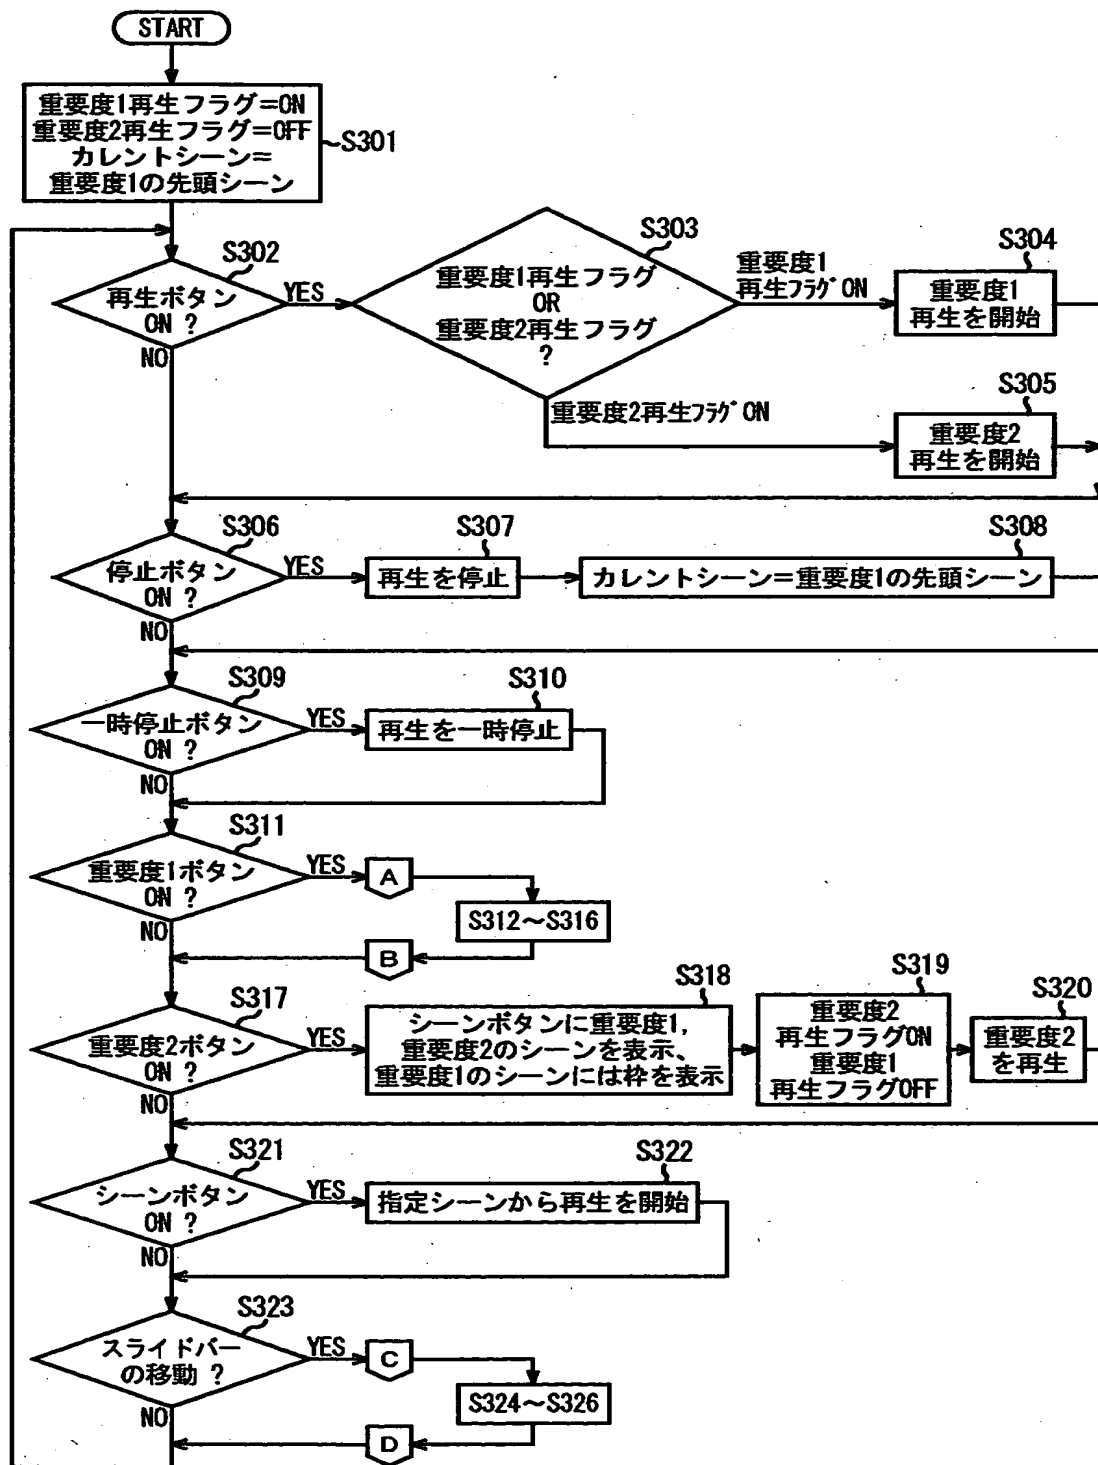 START
重要度1再生フラグ=ON
重要度2再生フラグ=OFF
カレントシーン=
重要度1の先頭シーン
S301
S302
再生ボタン
ON ?
YES
NO
S303
重要度1再生フラグ
OR
重要度2再生フラグ
?
重要度1
再生フラグON
S304
重要度1
再生を開始
重要度2再生フラグON
S305
重要度2
再生を開始
S306
停止ボタン
ON ?
YES
NO
S307
再生を停止
S308
カレントシーン=重要度1の先頭シーン
S309
一時停止ボタン
ON ?
YES
NO
S310
再生を一時停止
S311
重要度1ボタン
ON ?
YES
NO
A
S312〜S316
B
S317
重要度2ボタン
ON ?
YES
NO
S318
シーンボタンに重要度1,
重要度2のシーンを表示、
重要度1のシーンには枠を表示
S319
重要度2
再生フラグON
重要度1
再生フラグOFF
S320
重要度2
を再生
S321
シーンボタン
ON ?
YES
NO
S322
指定シーンから再生を開始
S323
スライドバー
の移動 ?
YES
NO
C
S324〜S326
D